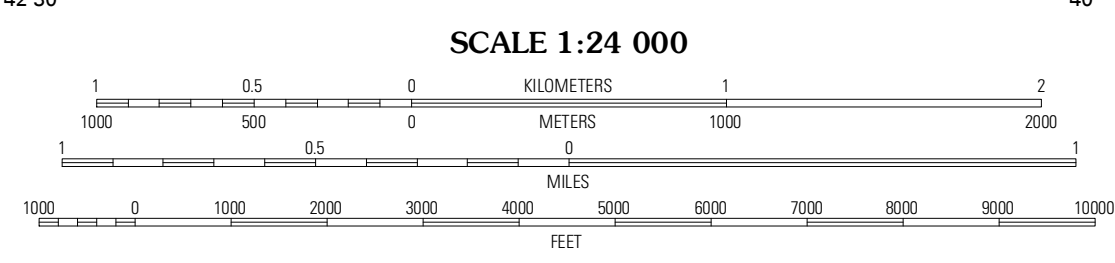 42'30" 40'
SCALE 1:24 000
1 0.5 0 KILOMETERS 1 2
1000 500 0 METERS 1000 2000
1 0.5 0 1
MILES
1000 0 1000 2000 3000 4000 5000 6000 7000 8000 9000 10000
FEET